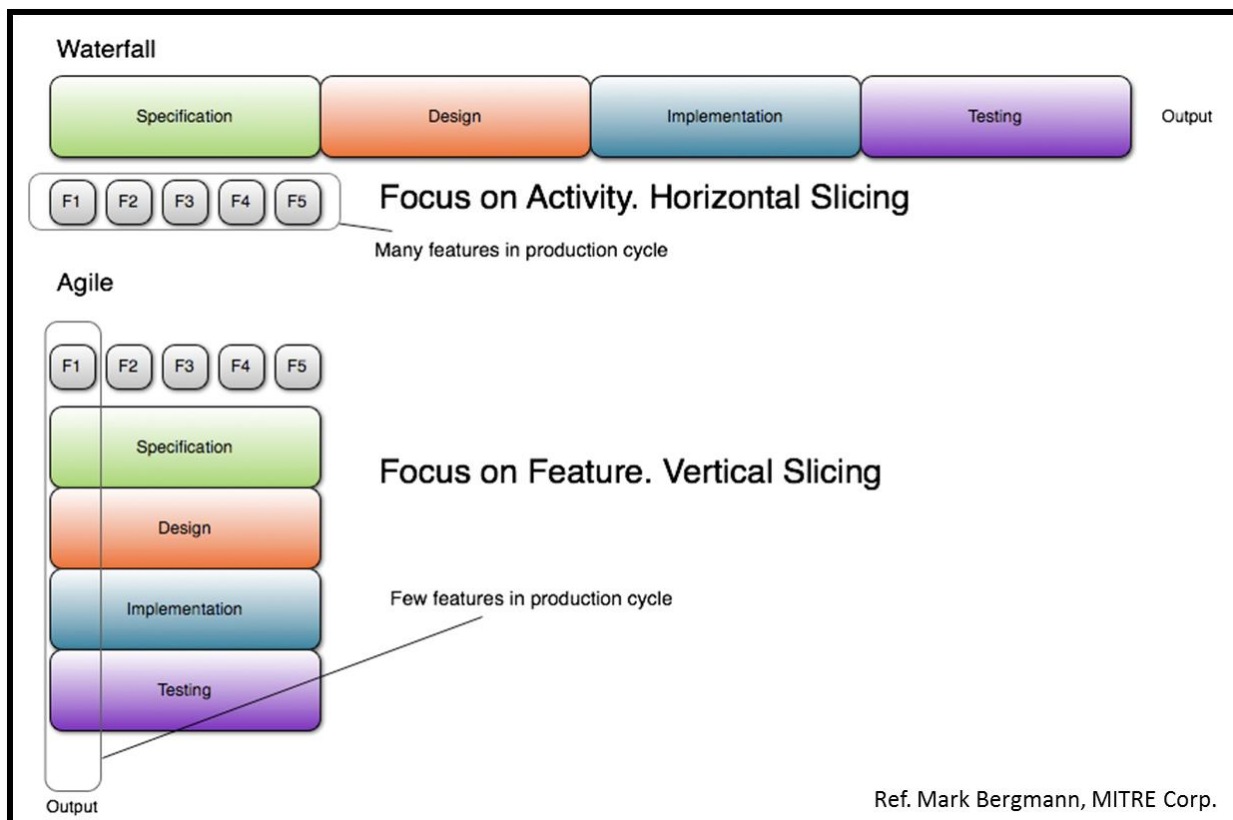 Waterfall
Specification Design Implementation Testing Output
F1 F2 F3 F4 F5
Focus on Activity. Horizontal Slicing
Many features in production cycle
Agile
F1 F2 F3 F4 F5
Specification
Focus on Feature. Vertical Slicing
Design
Few features in production cycle
Implementation
Testing
Output
Ref. Mark Bergmann, MITRE Corp.